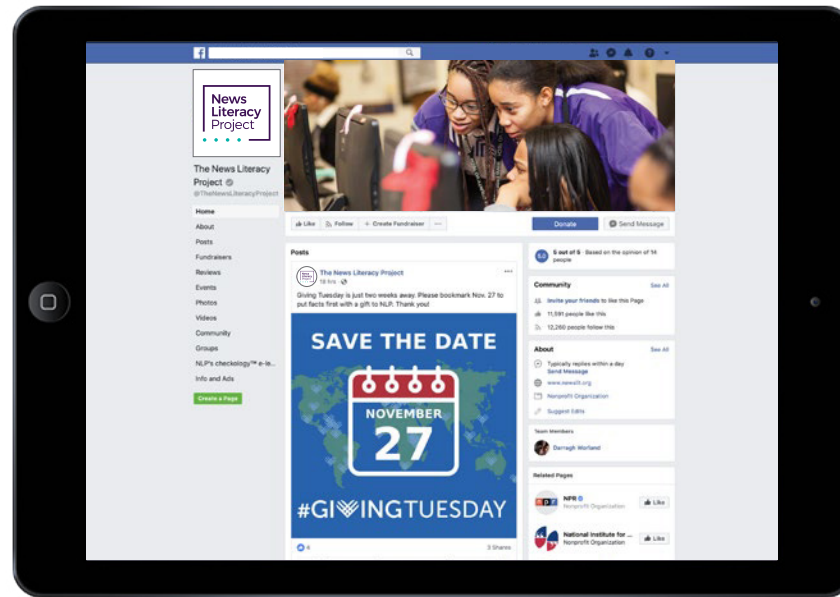 News
Literacy
Project
The News Literacy
Project
@TheNewsLiteracyProject
Home
About
Posts
Fundraisers
Reviews
Events
Photos
Videos
Community
Groups
NLP's checkology™ e-le...
Info and Ads
Create a Page
Like Follow + Create Fundraiser ...
Donate
Send Message
Posts
The News Literacy Project
19 hrs ·
Giving Tuesday is just two weeks away. Please bookmark Nov. 27 to
put facts first with a gift to NLP. Thank you!
SAVE THE DATE
NOVEMBER
27
#GIVINGTUESDAY
4
3 Shares
5.0
5 out of 5 · Based on the opinion of 14
people
Community See All
Invite your friends to like this Page
11,591 people like this
12,260 people follow this
About See All
Typically replies within a day
Send Message
www.newslit.org
Nonprofit Organization
Suggest Edits
Team Members
Darragh Worland
Related Pages
NPR
Nonprofit Organization
Like
National Institute for ...
Nonprofit Organization
Like